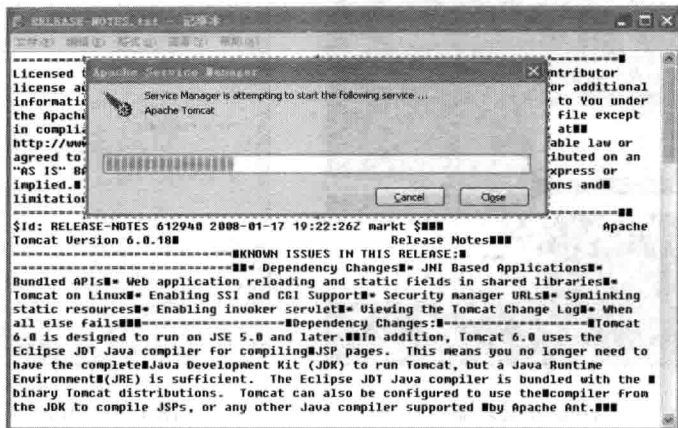 RELEASE-NOTES.txt - 记事本
文件(F) 编辑(E) 格式(O) 查看(V) 帮助(H)
Apache Service Manager
Service Manager is attempting to start the following service ...
Apache Tomcat
Cancel Close
Licensed ntributor
license a or additional
informati to You under
the Apach file except
in compli at■■
http://ww able law or
agreed to ibuted on an
"AS IS" B xpress or
implied.■ ons and■
limitatio
------------------------------■■
$Id: RELEASE-NOTES 612940 2008-01-17 19:22:26Z markt $■■■ Apache
Tomcat Version 6.0.18■ Release Notes■■■
==============================■KNOWN ISSUES IN THIS RELEASE:■
==============================■■* Dependency Changes■* JNI Based Applications■*
Bundled APIs■* Web application reloading and static fields in shared libraries■*
Tomcat on Linux■* Enabling SSI and CGI Support■* Security manager URLs■* Symlinking
static resources■* Enabling invoker servlet■* Viewing the Tomcat Change Log■* When
all else fails■■■====================■Dependency Changes:■====================■Tomcat
6.0 is designed to run on JSE 5.0 and later.■■In addition, Tomcat 6.0 uses the
Eclipse JDT Java compiler for compiling■JSP pages. This means you no longer need to
have the complete■Java Development Kit (JDK) to run Tomcat, but a Java Runtime
Environment■(JRE) is sufficient. The Eclipse JDT Java compiler is bundled with the ■
binary Tomcat distributions. Tomcat can also be configured to use the■compiler from
the JDK to compile JSPs, or any other Java compiler supported ■by Apache Ant.■■■